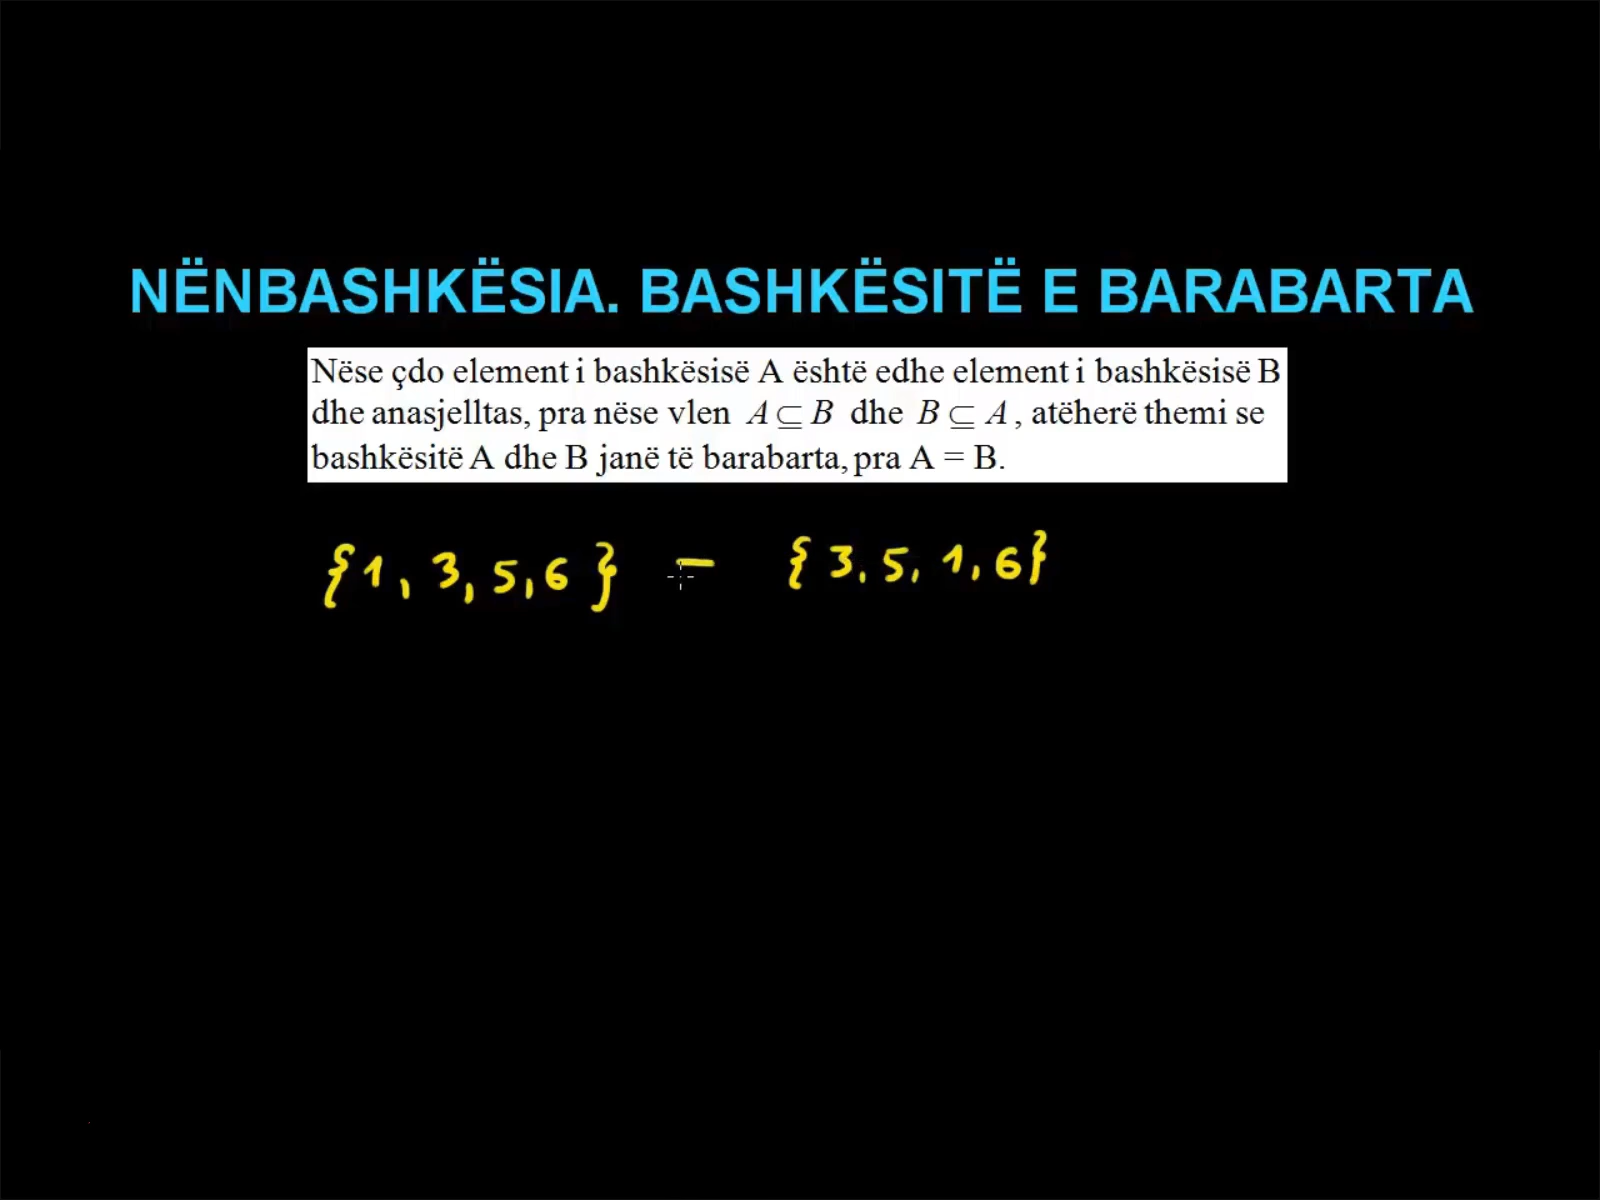 NËNBASHKËSIA. BASHKËSITË E BARABARTA
Nëse çdo element i bashkësisë A është edhe element i bashkësisë B
dhe anasjelltas, pra nëse vlen A ⊆ B dhe B ⊆ A, atëherë themi se
bashkësitë A dhe B janë të barabarta, pra A = B.
{1, 3, 5, 6} − {3, 5, 1, 6}